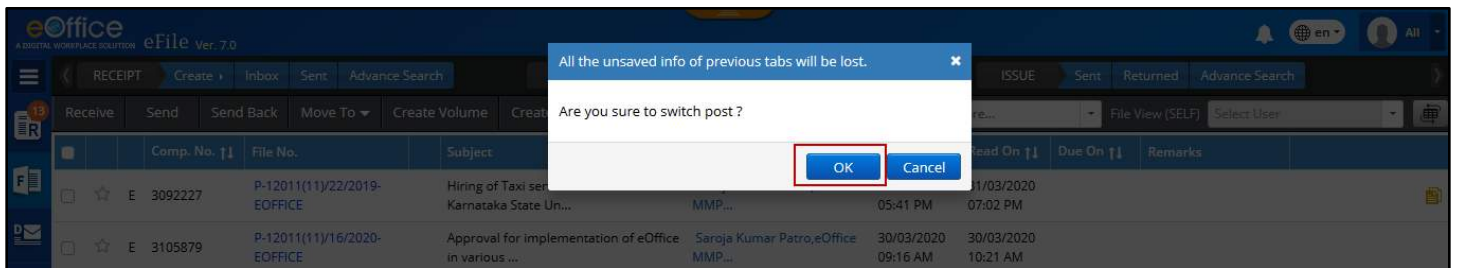 eOffice
A DIGITAL WORKPLACE SOLUTION eFile Ver. 7.0
en
All
All the unsaved info of previous tabs will be lost.
RECEIPT Create Inbox Sent Advance Search
ISSUE Sent Returned Advance Search
Are you sure to switch post ?
13
R
Receive Send Send Back Move To Create Volume
File View (SELF) Select User
OK Cancel
Comp. No. File No. Subject Read On Due On Remarks
F
E 3092227 P-12011(11)/22/2019- Hiring of Taxi 31/03/2020
EOFFICE Karnataka State Un... MMP... 05:41 PM 07:02 PM
D
E 3105879 P-12011(11)/16/2020- Approval for implementation of eOffice Saroja Kumar Patro,eOffice 30/03/2020 30/03/2020
EOFFICE in various ... MMP... 09:16 AM 10:21 AM